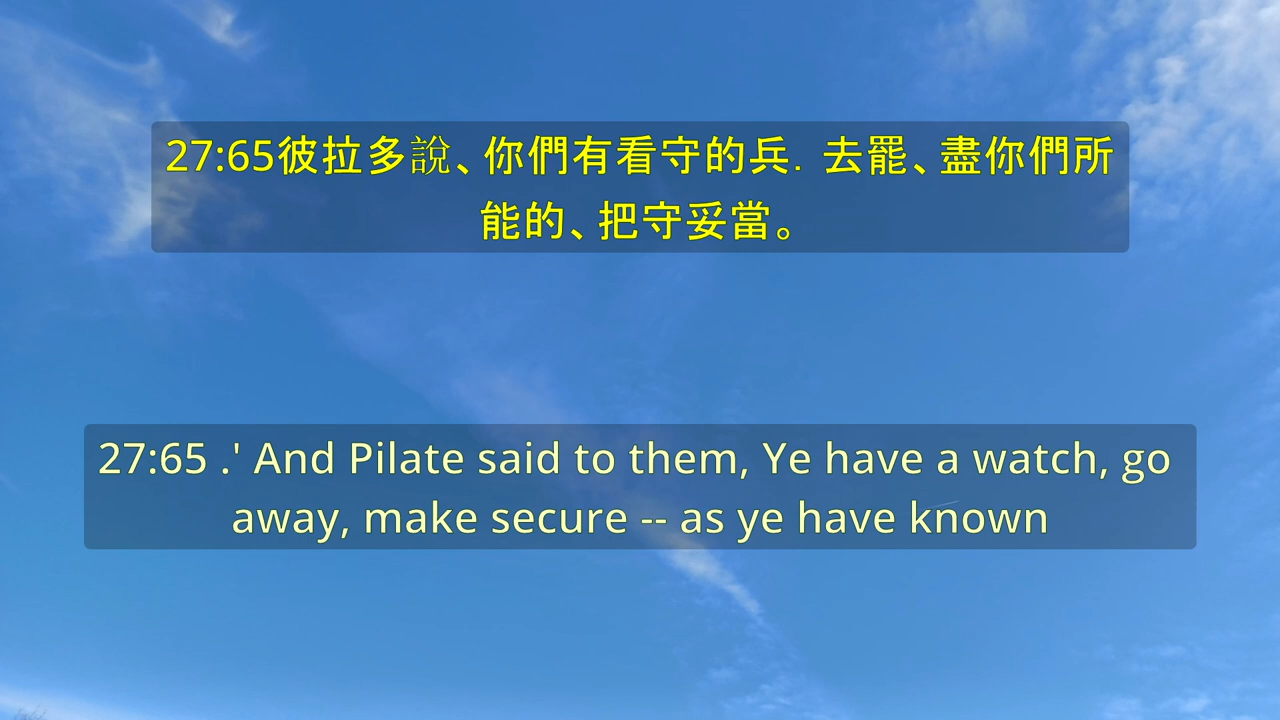 27:65彼拉多說、你們有看守的兵．去罷、盡你們所
能的、把守妥當。
27:65 .' And Pilate said to them, Ye have a watch, go
away, make secure -- as ye have known